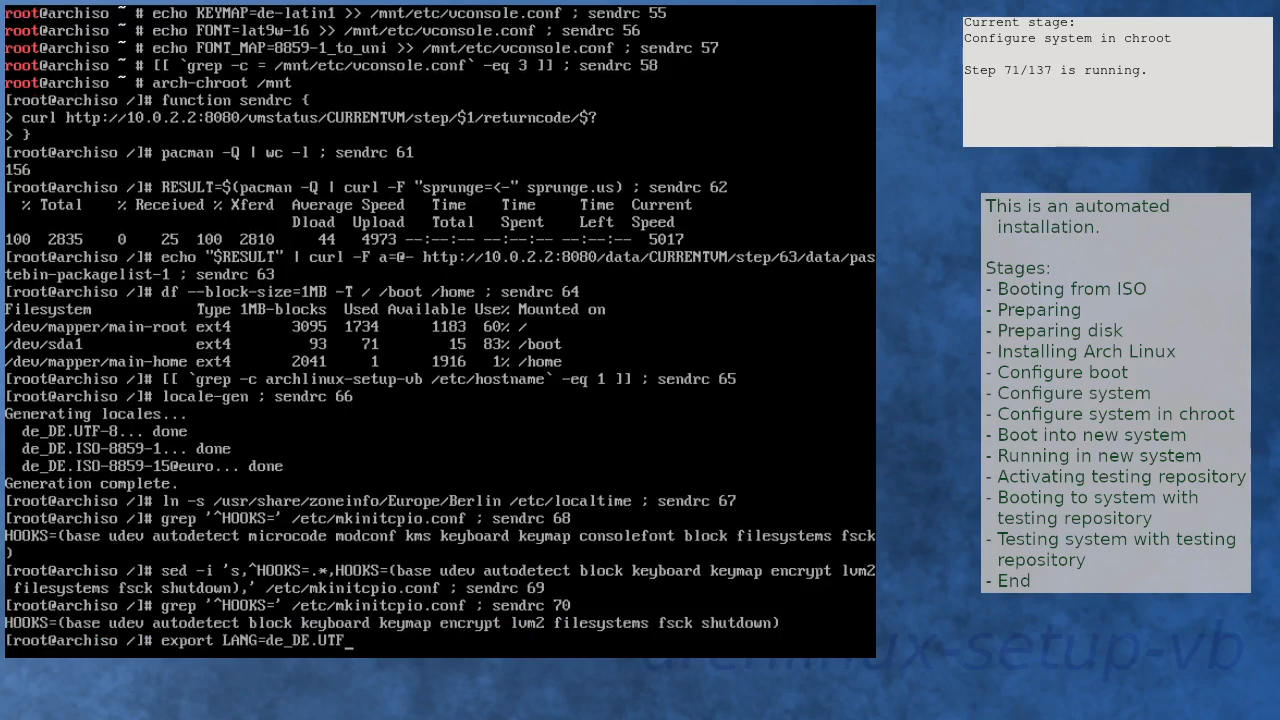 root@archiso ~ # echo KEYMAP=de-latin1 >> /mnt/etc/vconsole.conf ; sendrc 55
root@archiso ~ # echo FONT=lat9w-16 >> /mnt/etc/vconsole.conf ; sendrc 56
root@archiso ~ # echo FONT_MAP=8859-1_to_uni >> /mnt/etc/vconsole.conf ; sendrc 57
root@archiso ~ # [[ `grep -c = /mnt/etc/vconsole.conf` -eq 3 ]] ; sendrc 58
root@archiso ~ # arch-chroot /mnt
[root@archiso /]# function sendrc {
> curl http://10.0.2.2:8080/vmstatus/CURRENTVM/step/$1/returncode/$?
> }
[root@archiso /]# pacman -Q | wc -l ; sendrc 61
156
[root@archiso /]# RESULT=$(pacman -Q | curl -F "sprunge=<-" sprunge.us) ; sendrc 62
% Total    % Received % Xferd  Average Speed   Time    Time     Time  Current
Dload  Upload   Total   Spent    Left  Speed
100  2835    0    25  100  2810     44   4973 --:--:-- --:--:-- --:--:--  5017
[root@archiso /]# echo "$RESULT" | curl -F a=@- http://10.0.2.2:8080/data/CURRENTVM/step/63/data/pas
tebin-packagelist-1 ; sendrc 63
[root@archiso /]# df --block-size=1MB -T / /boot /home ; sendrc 64
Filesystem            Type 1MB-blocks  Used Available Use% Mounted on
/dev/mapper/main-root ext4       3095  1734      1183  60% /
/dev/sda1             ext4         93    71        15  83% /boot
/dev/mapper/main-home ext4       2041     1      1916   1% /home
[root@archiso /]# [[ `grep -c archlinux-setup-vb /etc/hostname` -eq 1 ]] ; sendrc 65
[root@archiso /]# locale-gen ; sendrc 66
Generating locales...
de_DE.UTF-8... done
de_DE.ISO-8859-1... done
de_DE.ISO-8859-15@euro... done
Generation complete.
[root@archiso /]# ln -s /usr/share/zoneinfo/Europe/Berlin /etc/localtime ; sendrc 67
[root@archiso /]# grep '^HOOKS=' /etc/mkinitcpio.conf ; sendrc 68
HOOKS=(base udev autodetect microcode modconf kms keyboard keymap consolefont block filesystems fsck
)
[root@archiso /]# sed -i 's,^HOOKS=.*,HOOKS=(base udev autodetect block keyboard keymap encrypt lvm2
filesystems fsck shutdown),' /etc/mkinitcpio.conf ; sendrc 69
[root@archiso /]# grep '^HOOKS=' /etc/mkinitcpio.conf ; sendrc 70
HOOKS=(base udev autodetect block keyboard keymap encrypt lvm2 filesystems fsck shutdown)
[root@archiso /]# export LANG=de_DE.UTF_
Current stage:
Configure system in chroot
Step 71/137 is running.
This is an automated
installation.
Stages:
- Booting from ISO
- Preparing
- Preparing disk
- Installing Arch Linux
- Configure boot
- Configure system
- Configure system in chroot
- Boot into new system
- Running in new system
- Activating testing repository
- Booting to system with
testing repository
- Testing system with testing
repository
- End
archlinux-setup-vb